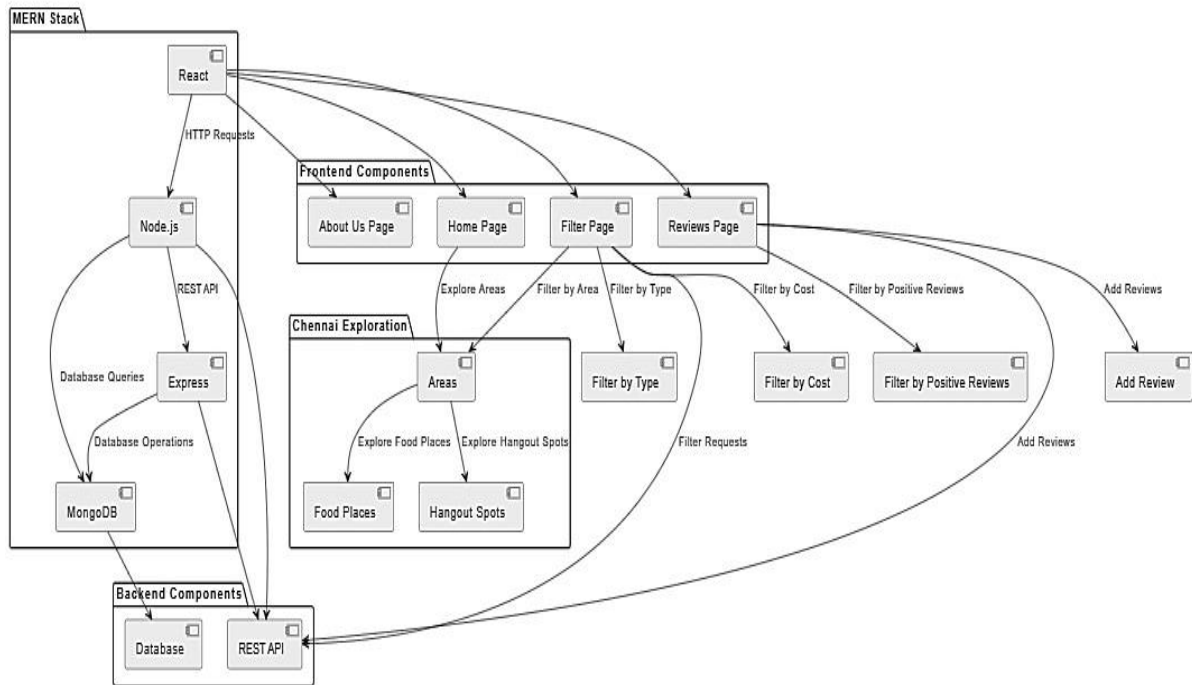 MERN Stack
React
HTTP Requests
Frontend Components
Node.js
About Us Page
Home Page
Filter Page
Reviews Page
REST API
Explore Areas
Filter by Area
Filter by Type
Filter by Cost
Filter by Positive Reviews
Add Reviews
Chennai Exploration
Express
Areas
Filter by Type
Filter by Cost
Filter by Positive Reviews
Add Review
Database Queries
Database Operations
Explore Food Places
Explore Hangout Spots
Filter Requests
Add Reviews
MongoDB
Food Places
Hangout Spots
Backend Components
Database
REST API